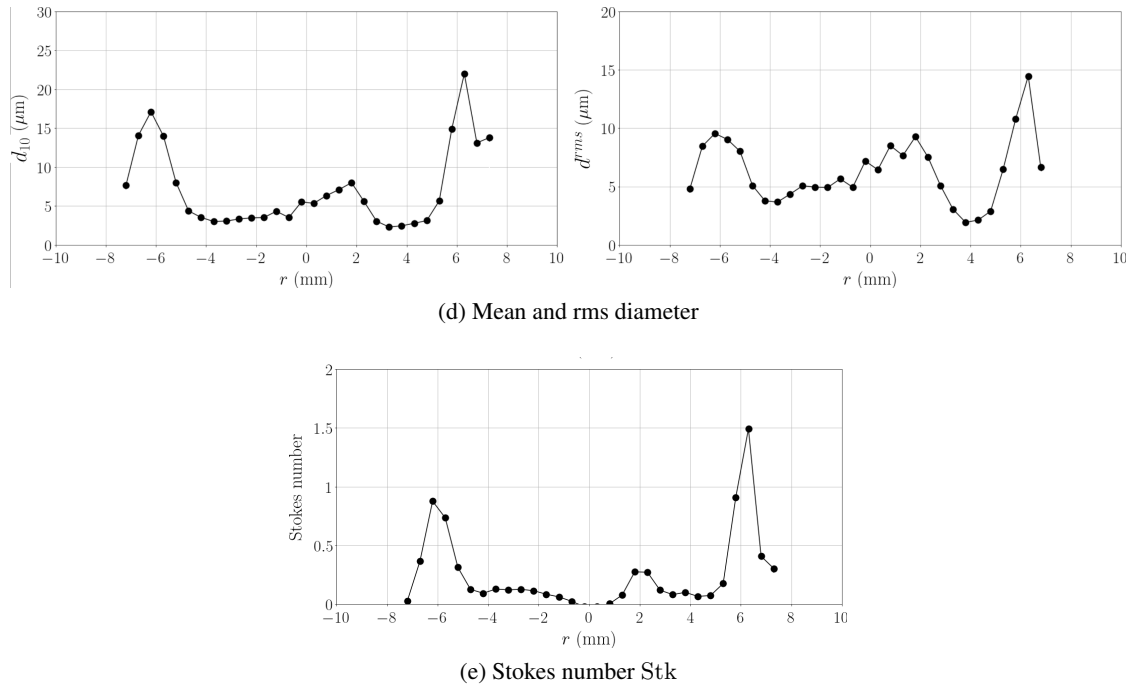 30
25
20
15
10
5
0
d₁₀ (μm)
−10 −8 −6 −4 −2 0 2 4 6 8 10
r (mm)
20
15
10
5
0
d^{rms} (μm)
−10 −8 −6 −4 −2 0 2 4 6 8 10
r (mm)
(d) Mean and rms diameter
2
1.5
1
0.5
0
Stokes number
−10 −8 −6 −4 −2 0 2 4 6 8 10
r (mm)
(e) Stokes number Stk